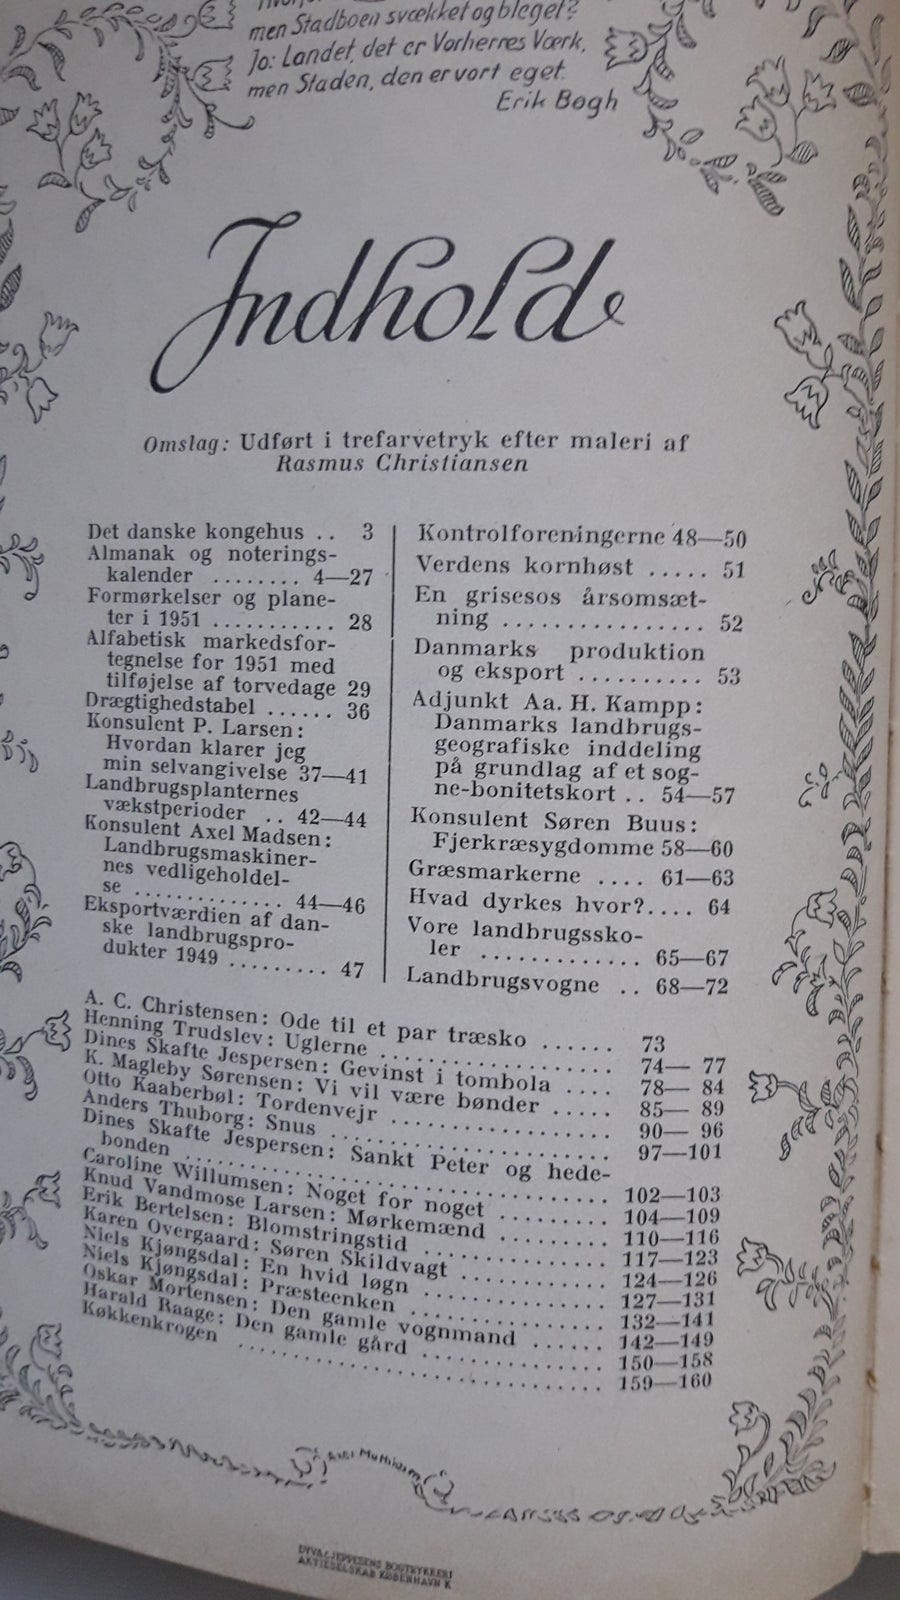 men Stadboen svækket og bleget?
Jo: Landet, det er Vorherres Værk,
men Staden, den er vort eget.
Erik Bøgh
Indhold
Omslag: Udført i trefarvetryk efter maleri af
Rasmus Christiansen
Det danske kongehus .. 3
Almanak og noterings-
kalender ........ 4—27
Formørkelser og plane-
ter i 1951 ........... 28
Alfabetisk markedsfor-
tegnelse for 1951 med
tilføjelse af torvedage 29
Drægtighedstabel ...... 36
Konsulent P. Larsen:
Hvordan klarer jeg
min selvangivelse 37—41
Landbrugsplanternes
vækstperioder .. 42—44
Konsulent Axel Madsen:
Landbrugsmaskiner-
nes vedligeholdel-
se ............ 44—46
Eksportværdien af dan-
ske landbrugspro-
dukter 1949 ......... 47
Kontrolforeningerne 48—50
Verdens kornhøst ..... 51
En grisesos årsomsæt-
ning ................ 52
Danmarks produktion
og eksport .......... 53
Adjunkt Aa. H. Kampp:
Danmarks landbrugs-
geografiske inddeling
på grundlag af et sog-
ne-bonitetskort .. 54—57
Konsulent Søren Buus:
Fjerkræsygdomme 58—60
Græsmarkerne .... 61—63
Hvad dyrkes hvor?.... 64
Vore landbrugssko-
ler ............. 65—67
Landbrugsvogne .. 68—72
A. C. Christensen: Ode til et par træsko ...... 73
Henning Trudslev: Uglerne .................. 74— 77
Dines Skafte Jespersen: Gevinst i tombola .... 78— 84
K. Magleby Sørensen: Vi vil være bønder ..... 85— 89
Otto Kaaberbøl: Tordenvejr ................. 90— 96
Anders Thuborg: Snus ..................... 97—101
Dines Skafte Jespersen: Sankt Peter og hede-
bonden ................................ 102—103
Caroline Willumsen: Noget for noget ........ 104—109
Knud Vandmose Larsen: Mørkemænd ........ 110—116
Erik Bertelsen: Blomstringstid .............. 117—123
Karen Overgaard: Søren Skildvagt ........... 124—126
Niels Kjøngsdal: En hvid løgn .............. 127—131
Niels Kjøngsdal: Præsteenken ............... 132—141
Oskar Mortensen: Den gamle vognmand ...... 142—149
Harald Raage: Den gamle gård .............. 150—158
Køkkenkrogen ............................ 159—160
Axel Mathiesen
DYVA & JEPPESENS BOGTRYKKERI
AKTIESELSKAB KØBENHAVN K